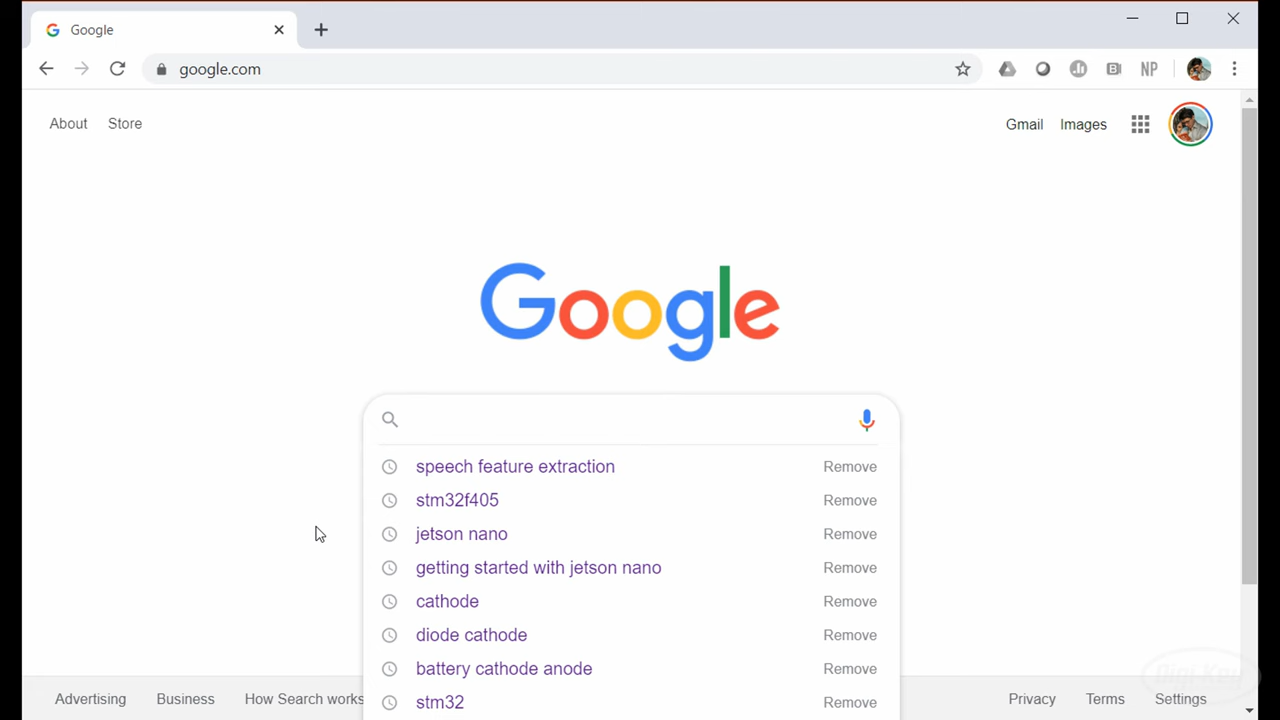 Google
google.com
NP
About Store Gmail Images
Google
speech feature extraction Remove
stm32f405 Remove
jetson nano Remove
getting started with jetson nano Remove
cathode Remove
diode cathode Remove
battery cathode anode Remove
stm32 Remove
Advertising Business How Search works Privacy Terms Settings
Digi-Key